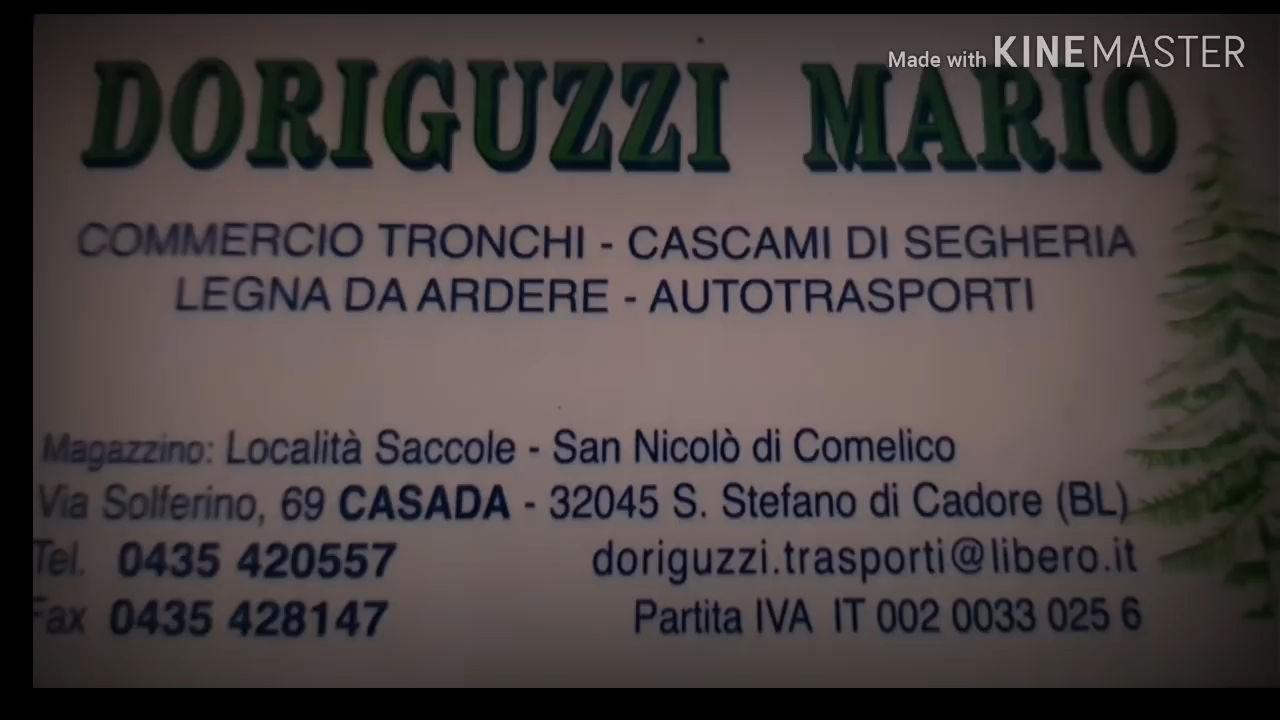 Made with KINEMASTER
DORIGUZZI MARIO
COMMERCIO TRONCHI - CASCAMI DI SEGHERIA
LEGNA DA ARDERE - AUTOTRASPORTI
Magazzino: Località Saccole - San Nicolò di Comelico
Via Solferino, 69 CASADA - 32045 S. Stefano di Cadore (BL)
Tel. 0435 420557
doriguzzi.trasporti@libero.it
Fax 0435 428147
Partita IVA IT 002 0033 025 6